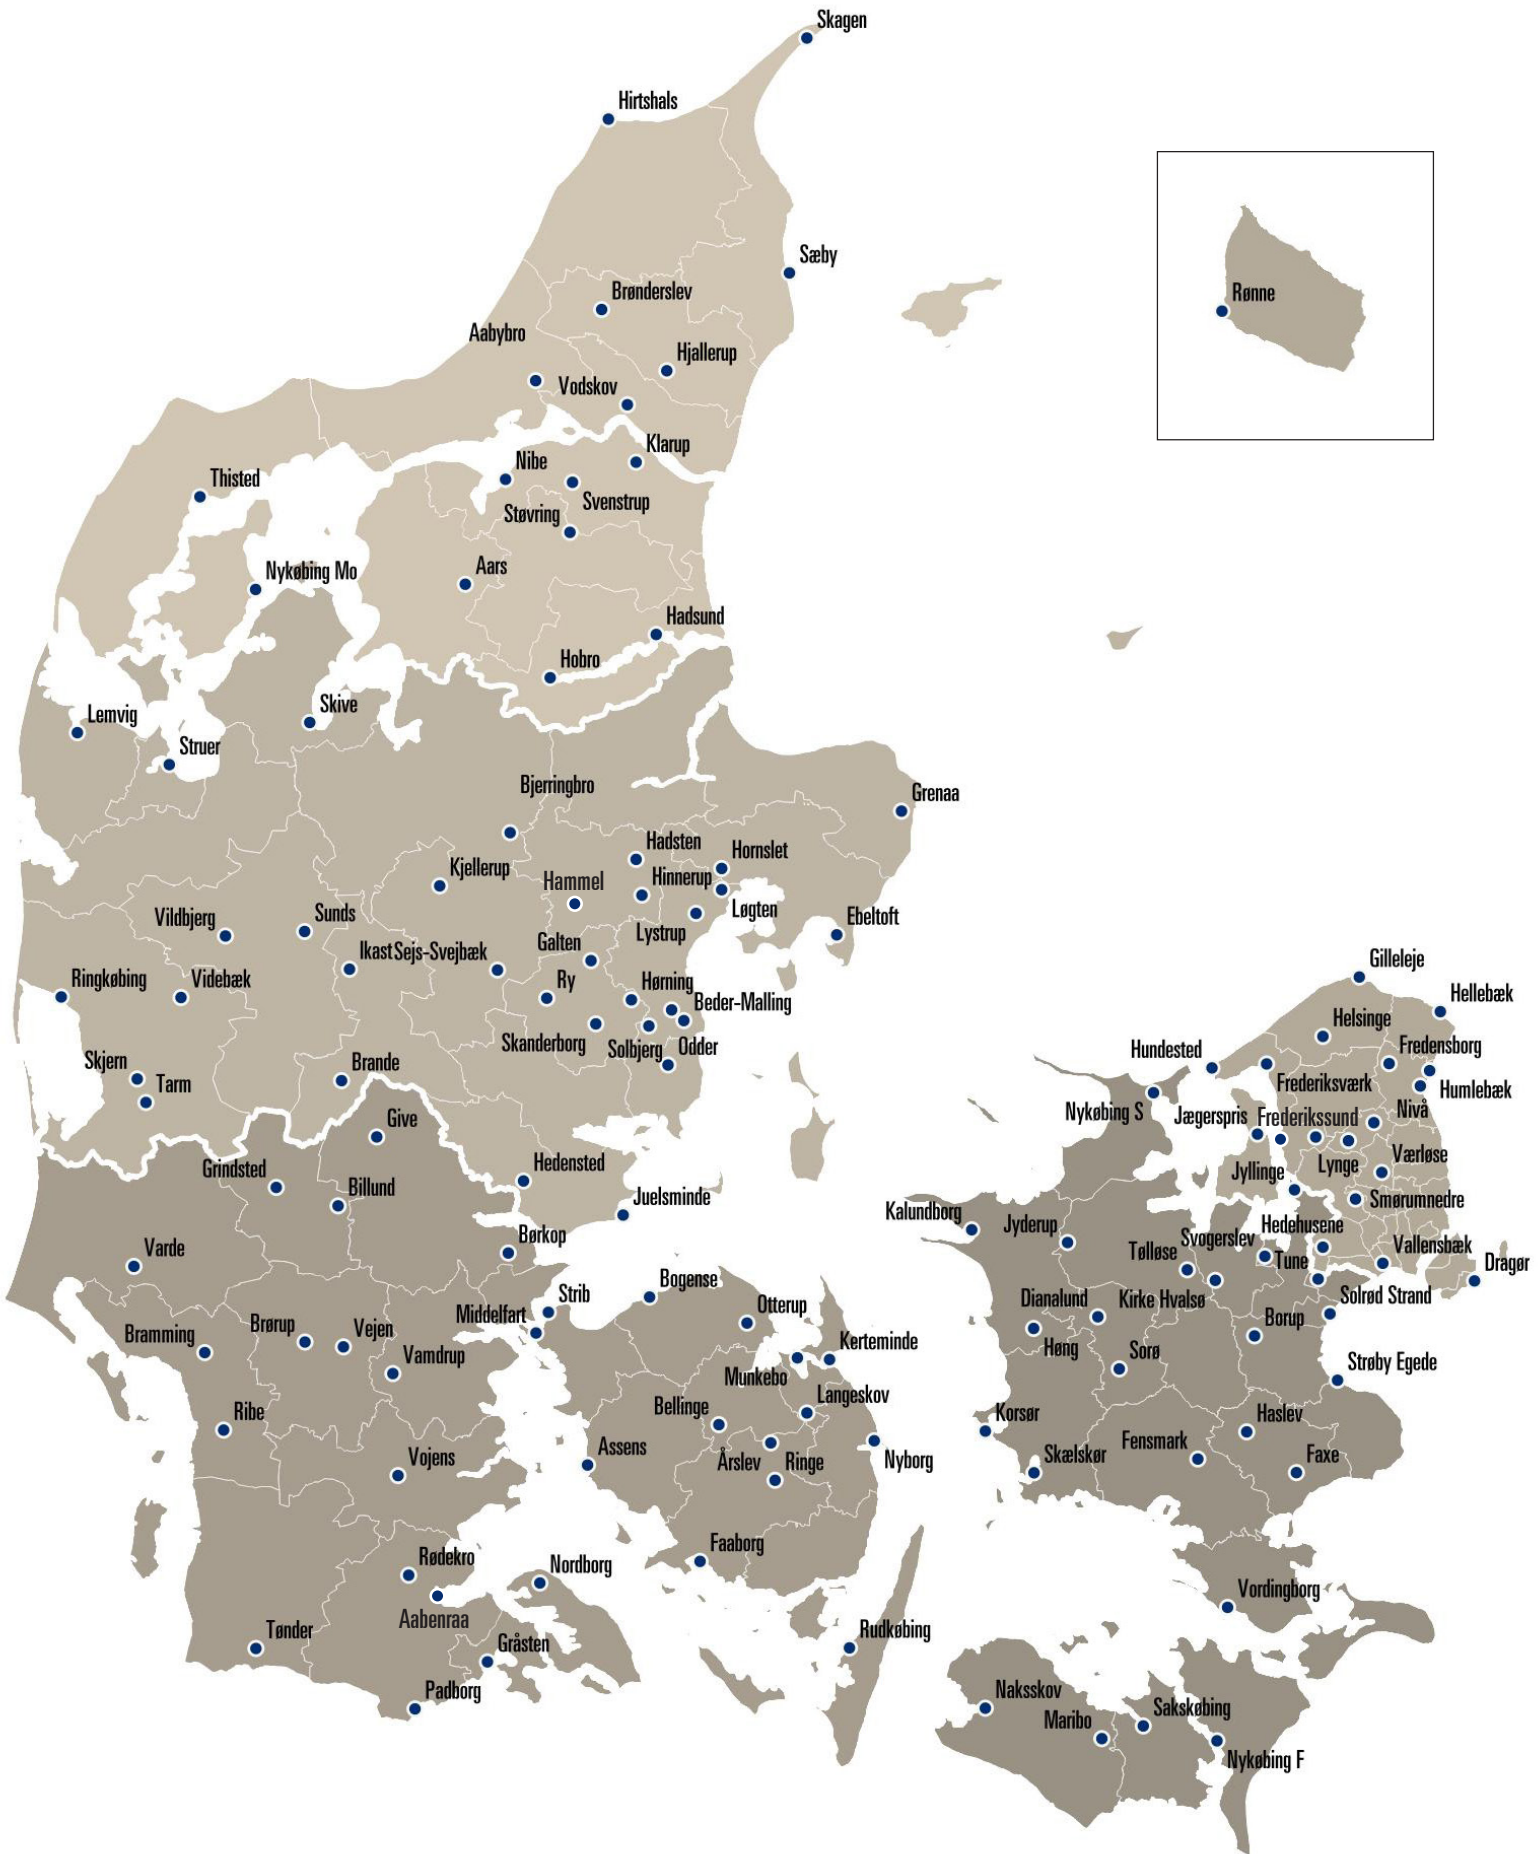 Skagen
Hirtshals
Sæby
Brønderslev
Rønne
Aabybro
Hjallerup
Vodskov
Klarup
Nibe
Thisted
Svenstrup
Støvring
Aars
Nykøbing Mo
Hadsund
Hobro
Skive
Lemvig
Struer
Bjerringbro
Grenaa
Hadsten
Hornslet
Kjellerup
Hinnerup
Hammel
Løgten
Vildbjerg
Sunds
Ebeltoft
Lystrup
Galten
Ikast
Sejs-Svejbæk
Gilleleje
Ringkøbing
Videbæk
Ry
Hørning
Hellebæk
Beder-Malling
Helsinge
Skanderborg
Solbjerg
Odder
Hundested
Fredensborg
Skjern
Brande
Tarm
Frederiksværk
Humlebæk
Nykøbing S
Jægerspris
Frederikssund
Nivå
Give
Værløse
Hedensted
Lynge
Grindsted
Jyllinge
Billund
Juelsminde
Smørumnedre
Kalundborg
Jyderup
Hedehusene
Svogerslev
Børkop
Varde
Tølløse
Vallensbæk
Tune
Dragør
Bogense
Strib
Solrød Strand
Otterup
Dianalund
Kirke Hvalsø
Middelfart
Borup
Brørup
Vejen
Bramming
Kerteminde
Høng
Sorø
Vamdrup
Strøby Egede
Munkebo
Langeskov
Bellinge
Ribe
Korsør
Haslev
Assens
Fensmark
Skælskør
Faxe
Vojens
Årslev
Ringe
Nyborg
Faaborg
Rødekro
Nordborg
Vordingborg
Aabenraa
Tønder
Rudkøbing
Gråsten
Padborg
Naksskov
Sakskøbing
Maribo
Nykøbing F